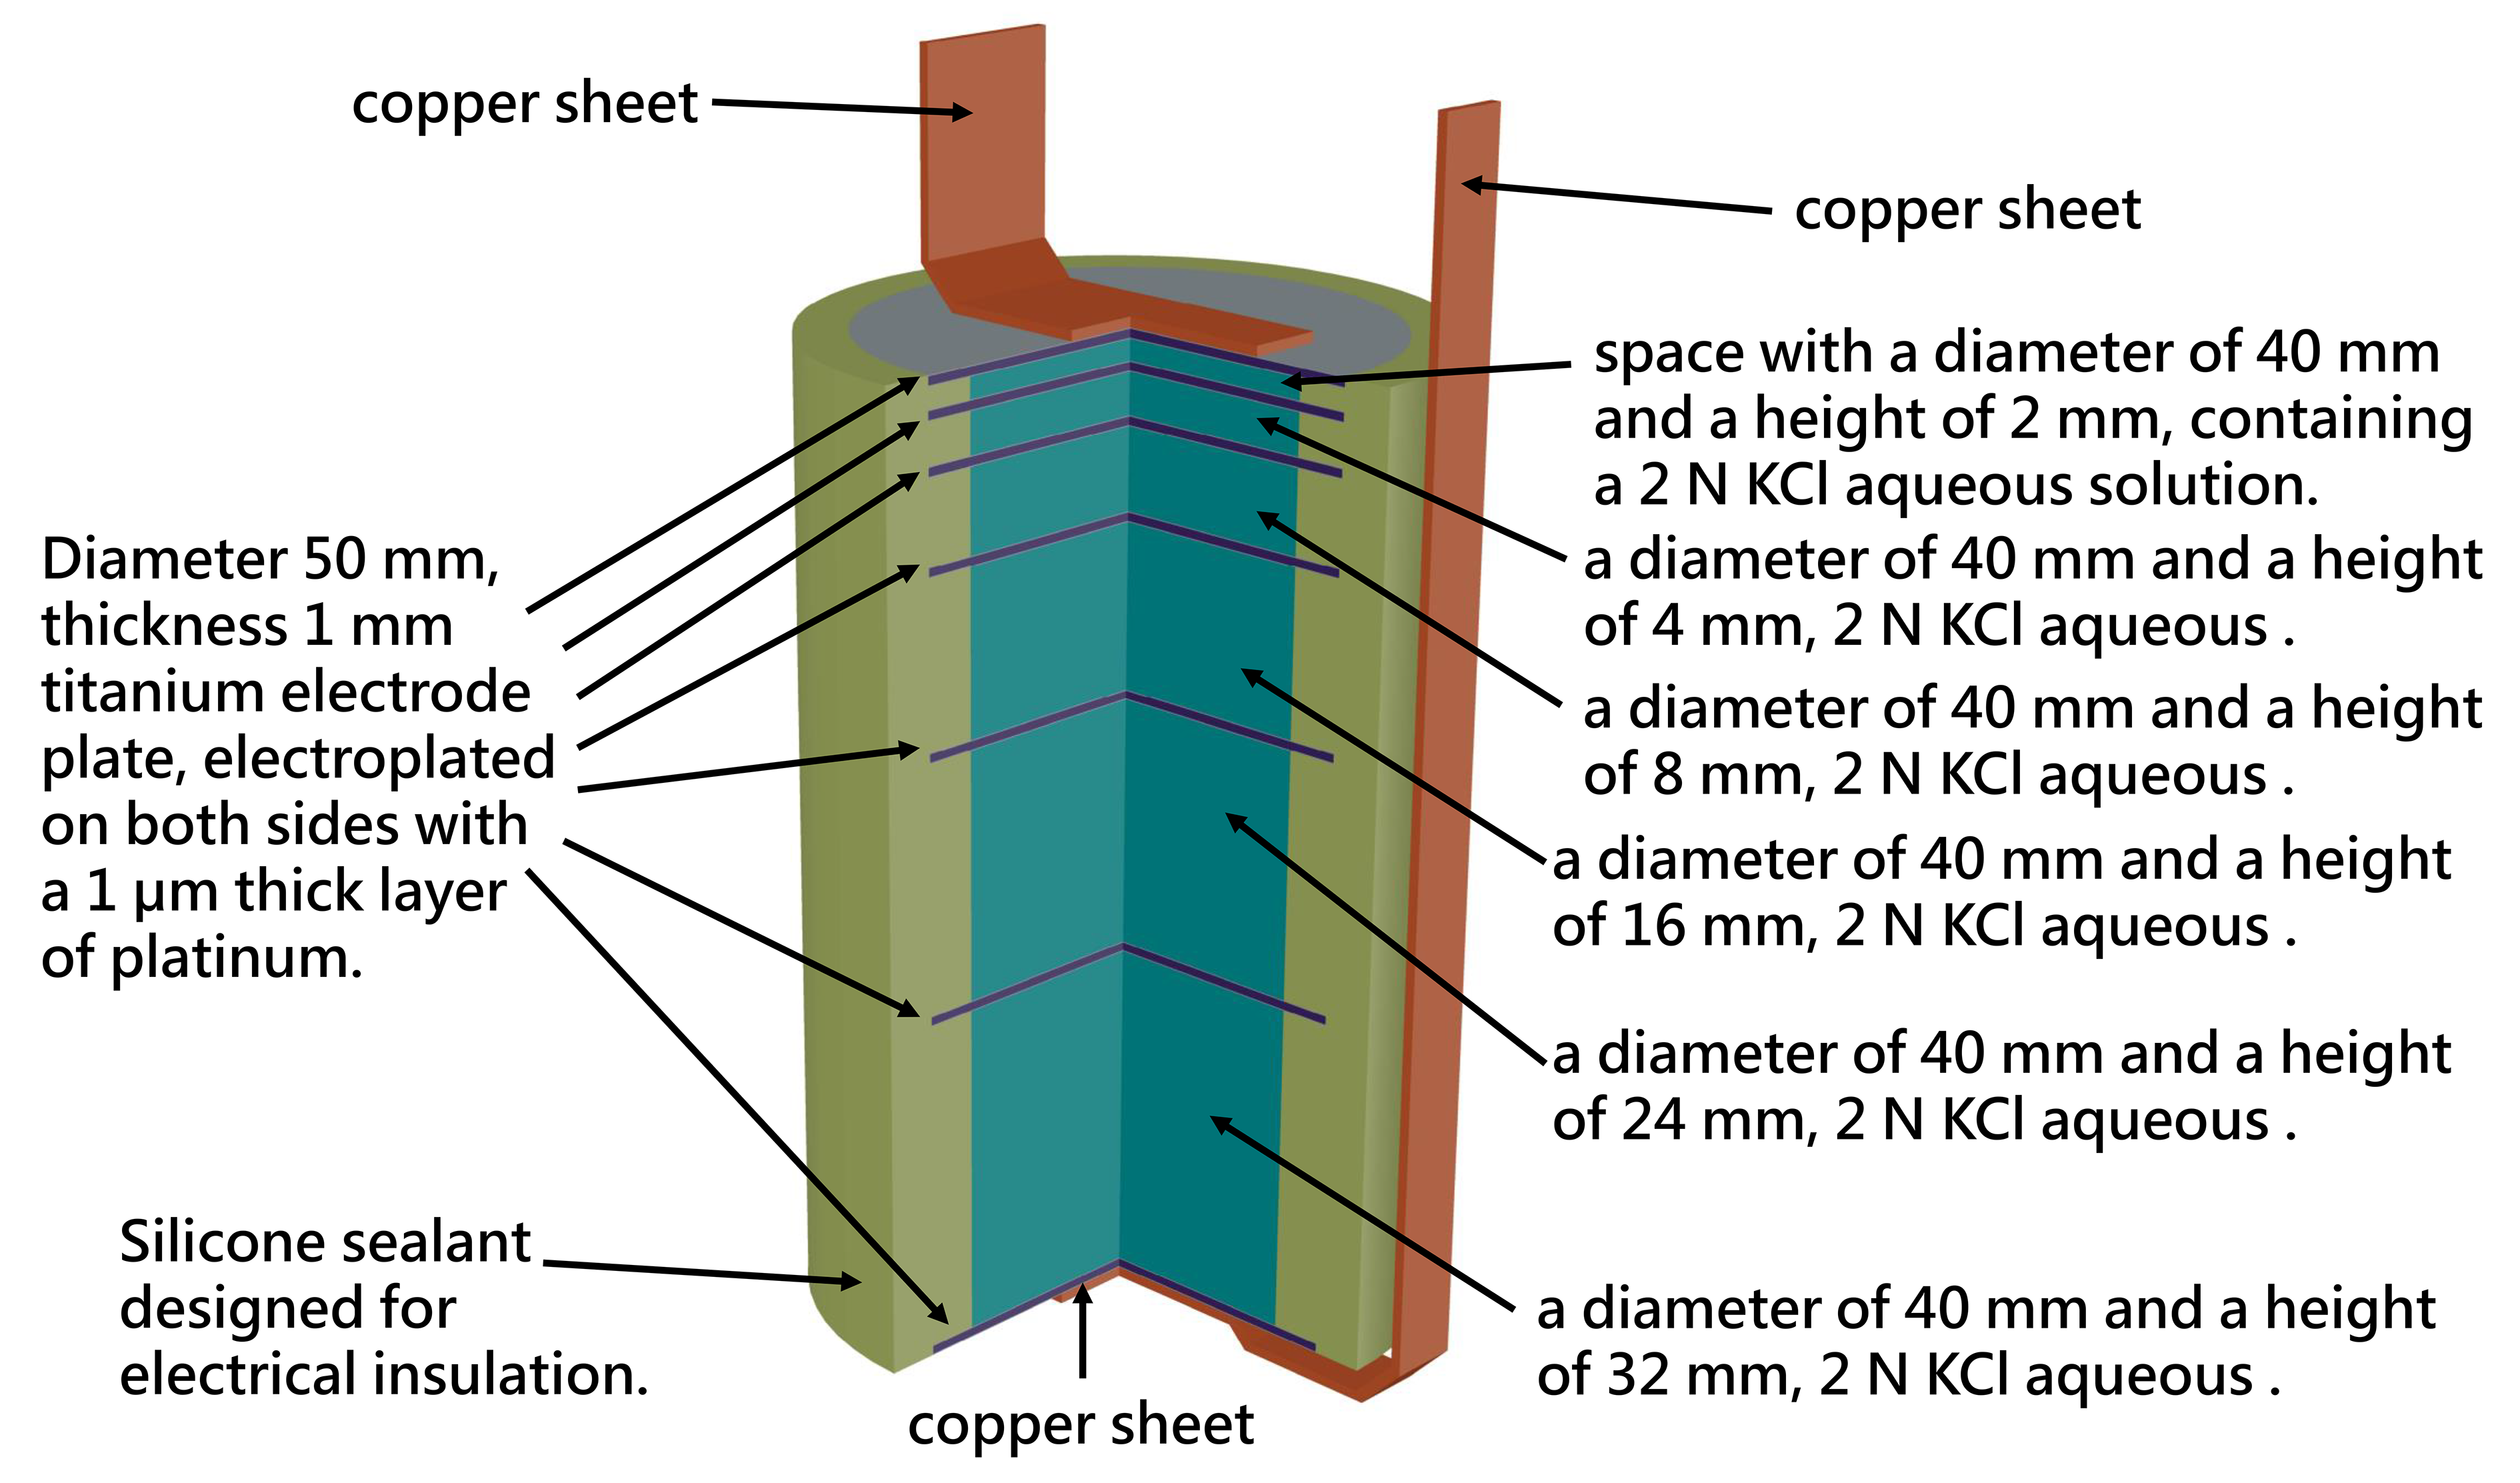 copper sheet
copper sheet
space with a diameter of 40 mm
and a height of 2 mm, containing
a 2 N KCl aqueous solution.
Diameter 50 mm,
thickness 1 mm
titanium electrode
plate, electroplated
on both sides with
a 1 μm thick layer
of platinum.
a diameter of 40 mm and a height
of 4 mm, 2 N KCl aqueous .
a diameter of 40 mm and a height
of 8 mm, 2 N KCl aqueous .
a diameter of 40 mm and a height
of 16 mm, 2 N KCl aqueous .
a diameter of 40 mm and a height
of 24 mm, 2 N KCl aqueous .
Silicone sealant
designed for
electrical insulation.
a diameter of 40 mm and a height
of 32 mm, 2 N KCl aqueous .
copper sheet